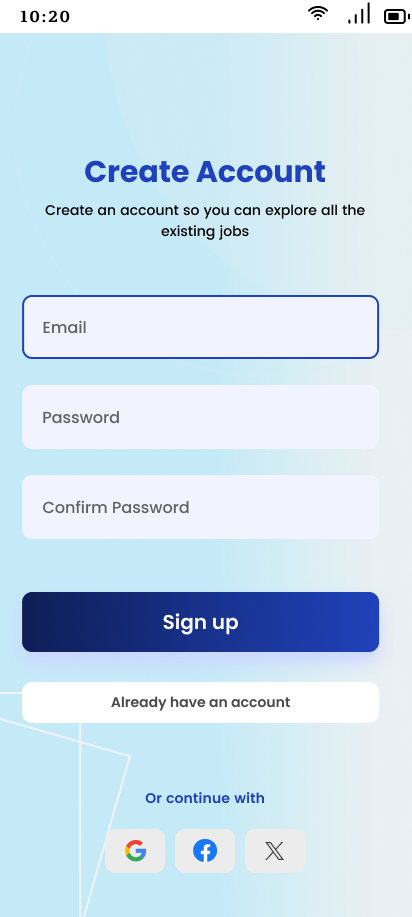 10:20
Create Account
Create an account so you can explore all the
existing jobs
Email
Password
Confirm Password
Sign up
Already have an account
Or continue with